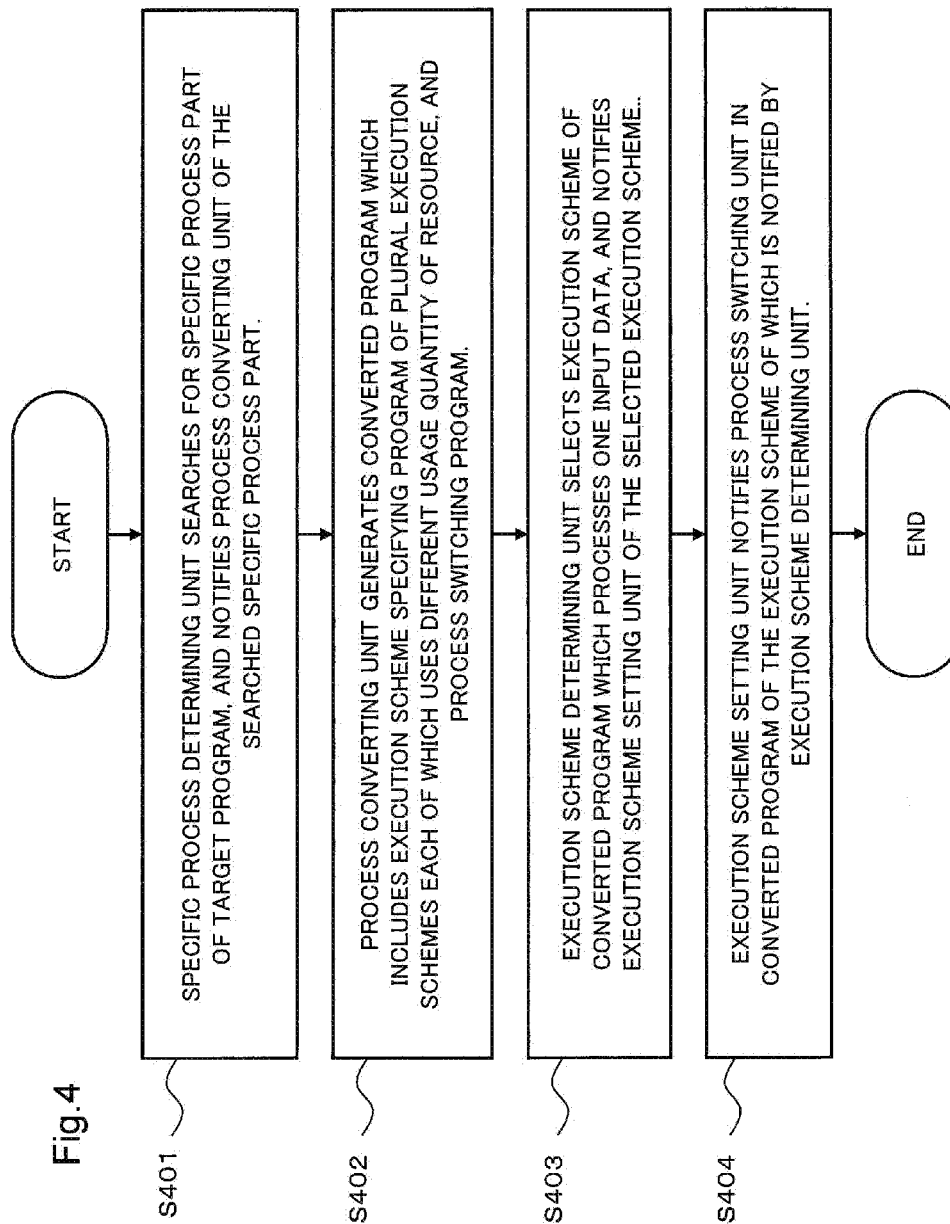 Fig.4
START
S401
SPECIFIC PROCESS DETERMINING UNIT SEARCHES FOR SPECIFIC PROCESS PART
OF TARGET PROGRAM, AND NOTIFIES PROCESS CONVERTING UNIT OF THE
SEARCHED SPECIFIC PROCESS PART.
S402
PROCESS CONVERTING UNIT GENERATES CONVERTED PROGRAM WHICH
INCLUDES EXECUTION SCHEME SPECIFYING PROGRAM OF PLURAL EXECUTION
SCHEMES EACH OF WHICH USES DIFFERENT USAGE QUANTITY OF RESOURCE, AND
PROCESS SWITCHING PROGRAM.
S403
EXECUTION SCHEME DETERMINING UNIT SELECTS EXECUTION SCHEME OF
CONVERTED PROGRAM WHICH PROCESSES ONE INPUT DATA, AND NOTIFIES
EXECUTION SCHEME SETTING UNIT OF THE SELECTED EXECUTION SCHEME..
S404
EXECUTION SCHEME SETTING UNIT NOTIFIES PROCESS SWITCHING UNIT IN
CONVERTED PROGRAM OF THE EXECUTION SCHEME OF WHICH IS NOTIFIED BY
EXECUTION SCHEME DETERMINING UNIT.
END